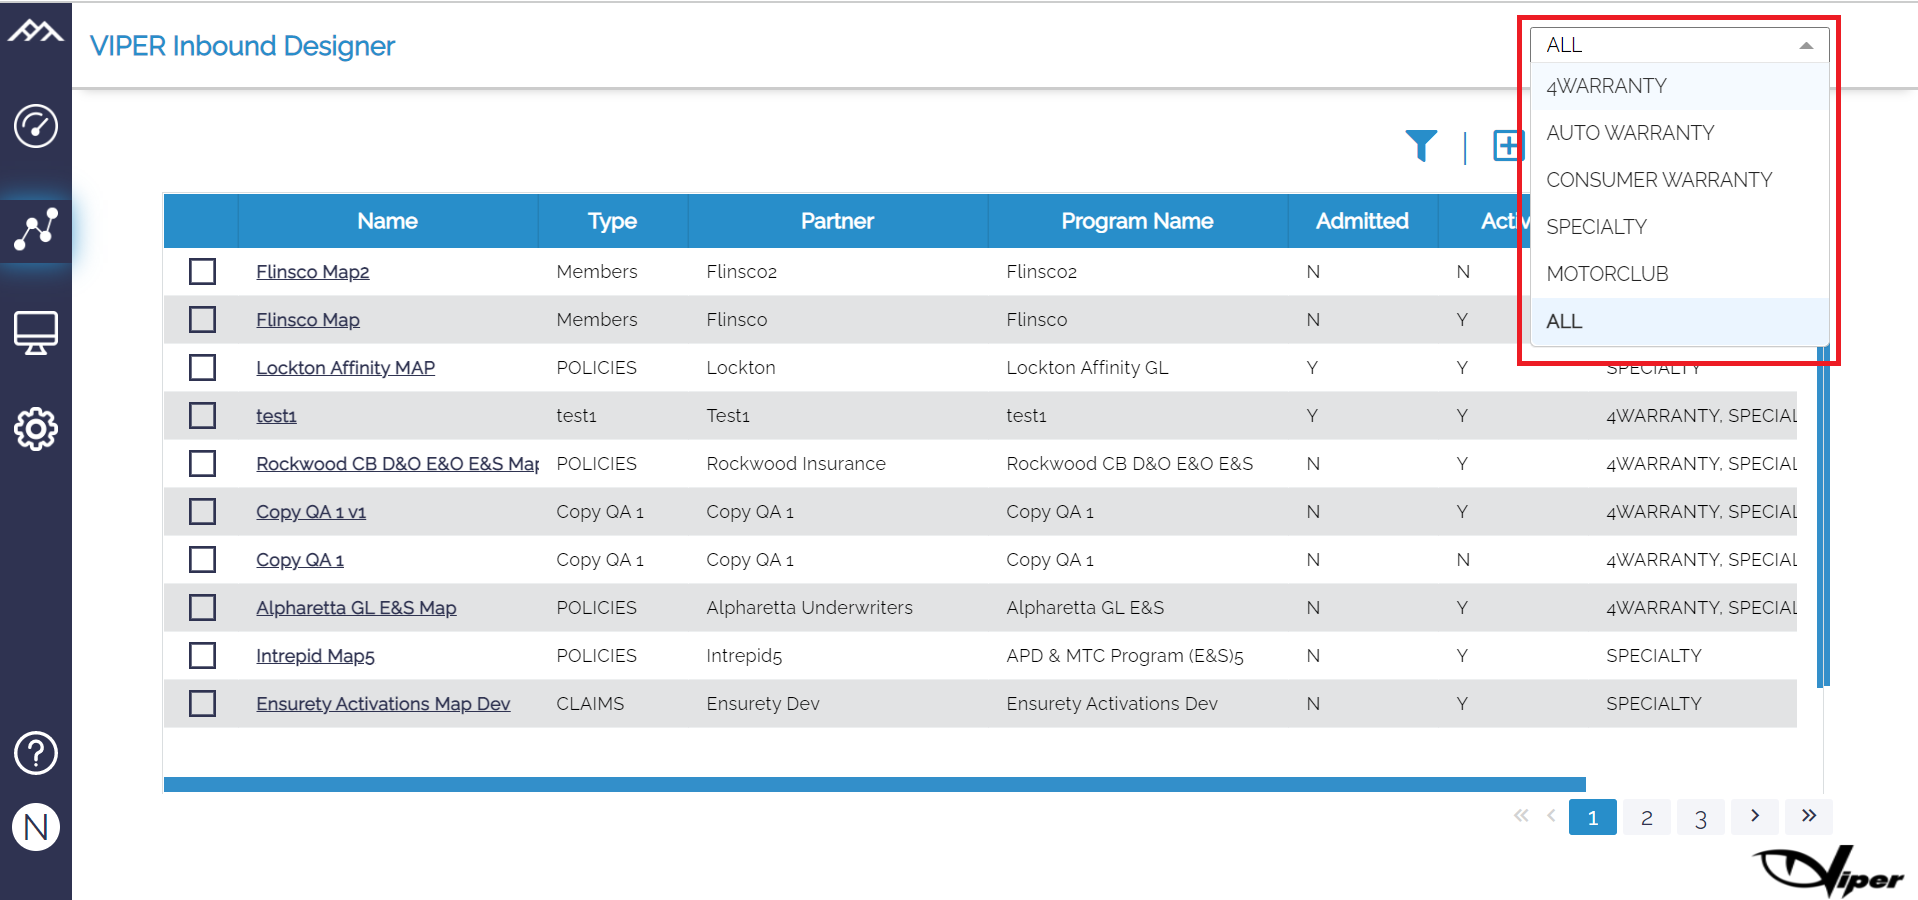 VIPER Inbound Designer
ALL
4WARRANTY
AUTO WARRANTY
CONSUMER WARRANTY
SPECIALTY
MOTORCLUB
ALL
Name Type Partner Program Name Admitted Activ
Flinsco Map2 Members Flinsco2 Flinsco2 N N
Flinsco Map Members Flinsco Flinsco N Y
Lockton Affinity MAP POLICIES Lockton Lockton Affinity GL Y Y SPECIALTY
test1 test1 Test1 test1 Y Y 4WARRANTY, SPECIAL
Rockwood CB D&O E&O E&S Map POLICIES Rockwood Insurance Rockwood CB D&O E&O E&S N Y 4WARRANTY, SPECIAL
Copy QA 1 v1 Copy QA 1 Copy QA 1 Copy QA 1 N Y 4WARRANTY, SPECIAL
Copy QA 1 Copy QA 1 Copy QA 1 Copy QA 1 N N 4WARRANTY, SPECIAL
Alpharetta GL E&S Map POLICIES Alpharetta Underwriters Alpharetta GL E&S N Y 4WARRANTY, SPECIAL
Intrepid Map5 POLICIES Intrepid5 APD & MTC Program (E&S)5 N Y SPECIALTY
Ensurety Activations Map Dev CLAIMS Ensurety Dev Ensurety Activations Dev N Y SPECIALTY
« ‹ 1 2 3 › »
?
N
Viper